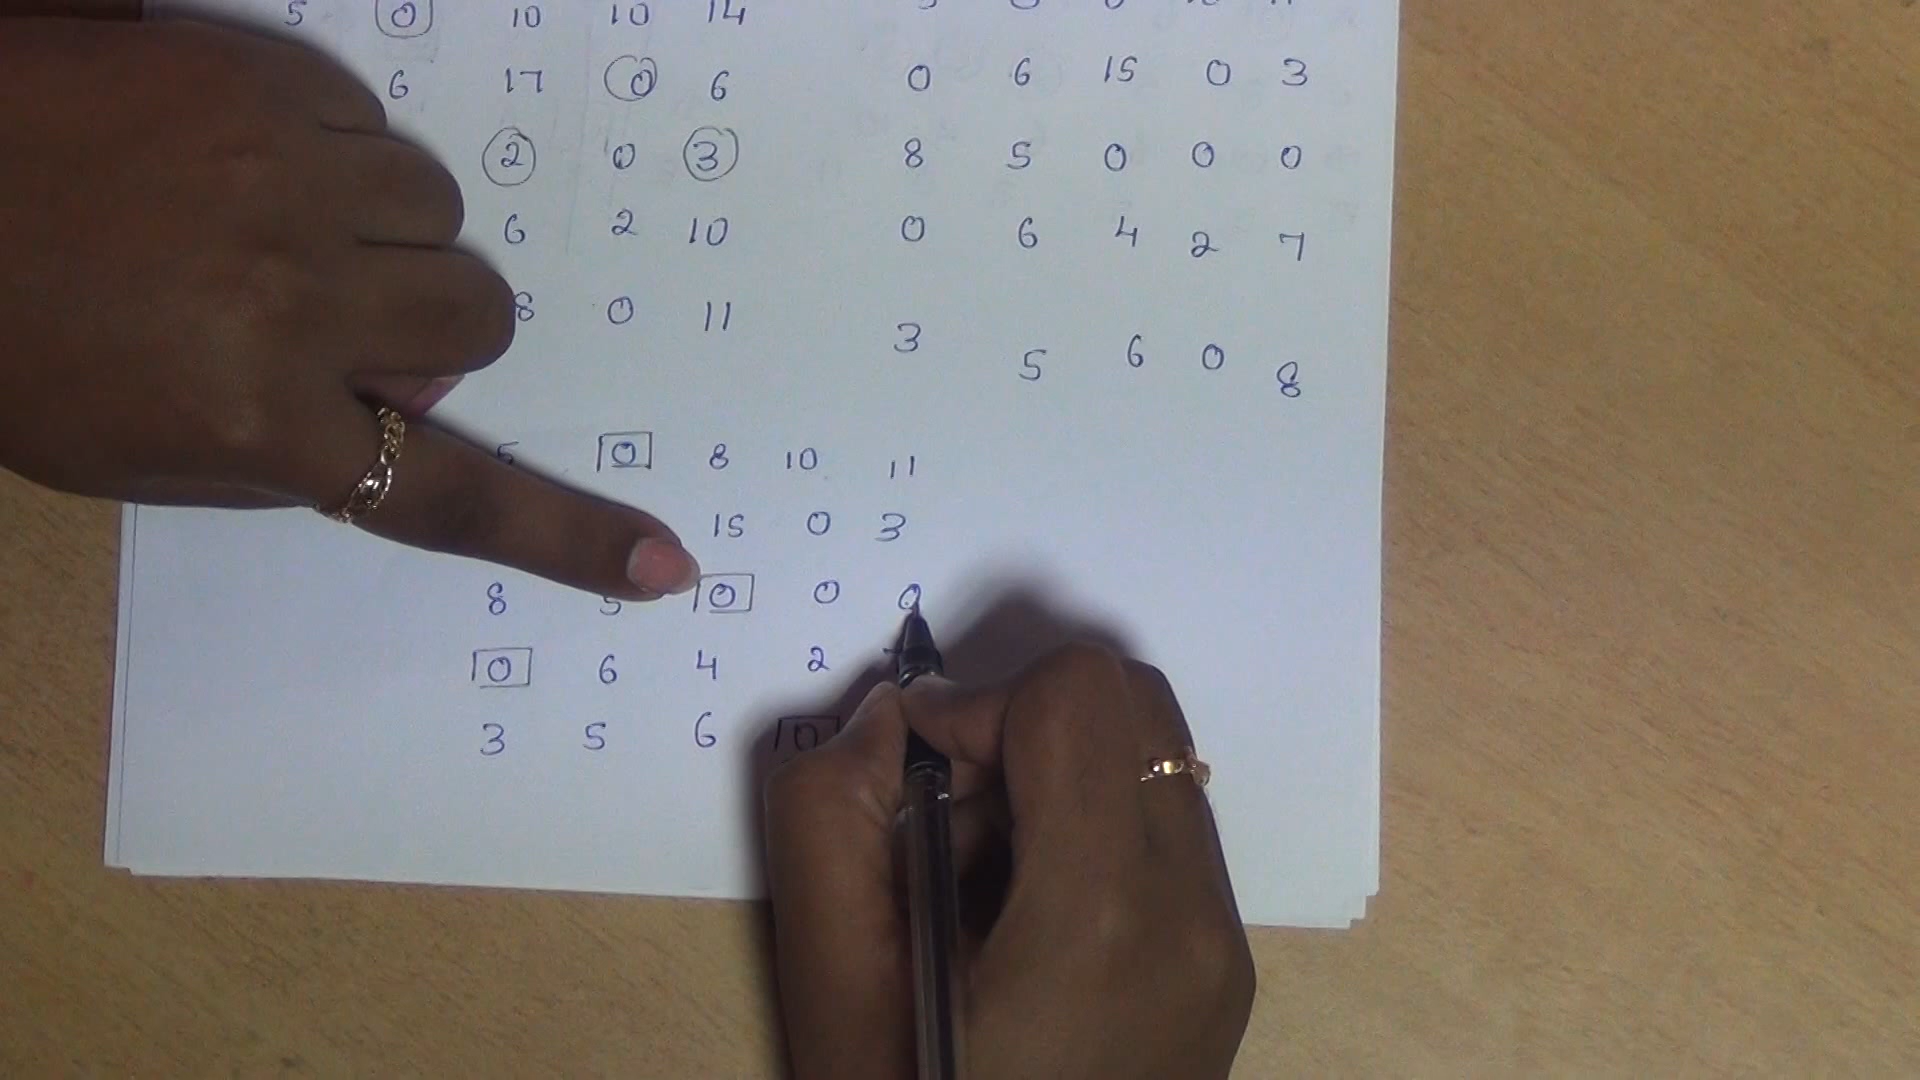 5 0 10 10 14
6 17 0 6 0 6 15 0 3
2 0 3 8 5 0 0 0
6 2 10 0 6 4 2 7
8 0 11 3 5 6 0 8
5 0 8 10 11
15 0 3
8 5 0 0 0
0 6 4 2
3 5 6 0